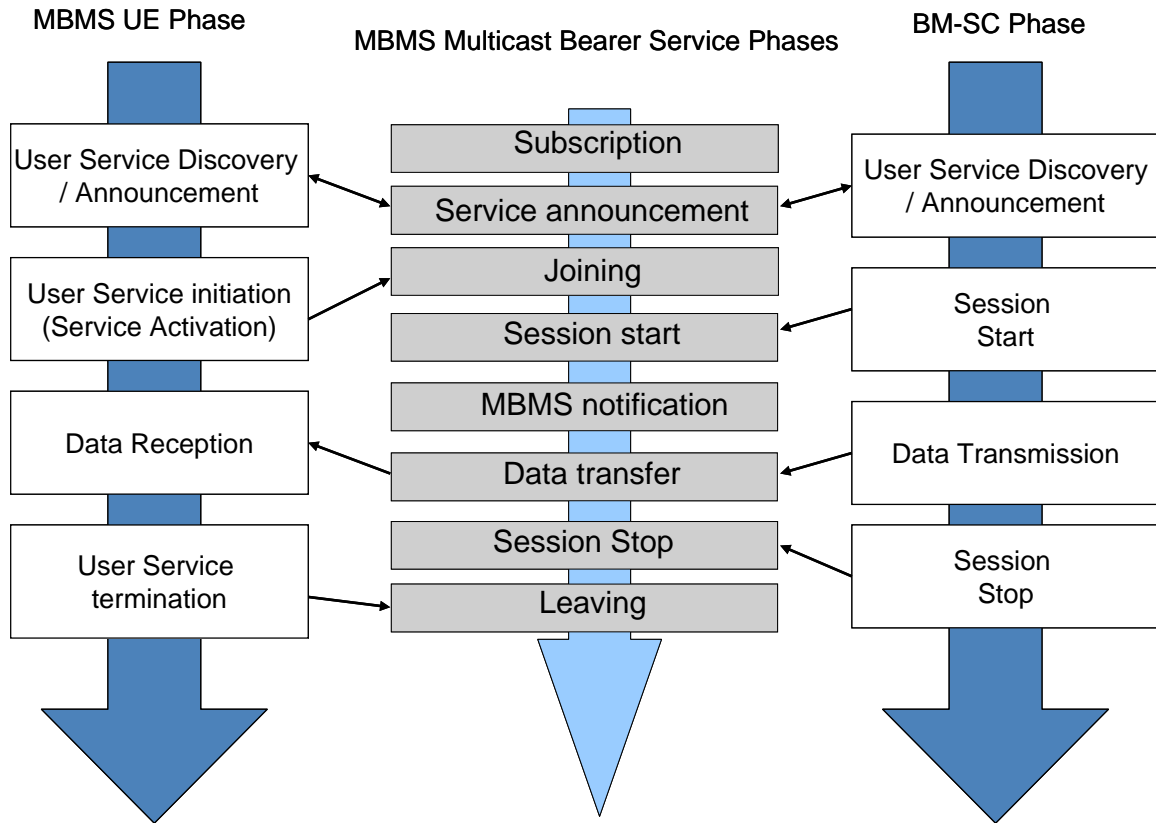 MBMS UE Phase
MBMS Multicast Bearer Service Phases
BM-SC Phase
User Service Discovery
/ Announcement
User Service initiation
(Service Activation)
Data Reception
User Service
termination
Subscription
Service announcement
Joining
Session start
MBMS notification
Data transfer
Session Stop
Leaving
User Service Discovery
/ Announcement
Session
Start
Data Transmission
Session
Stop